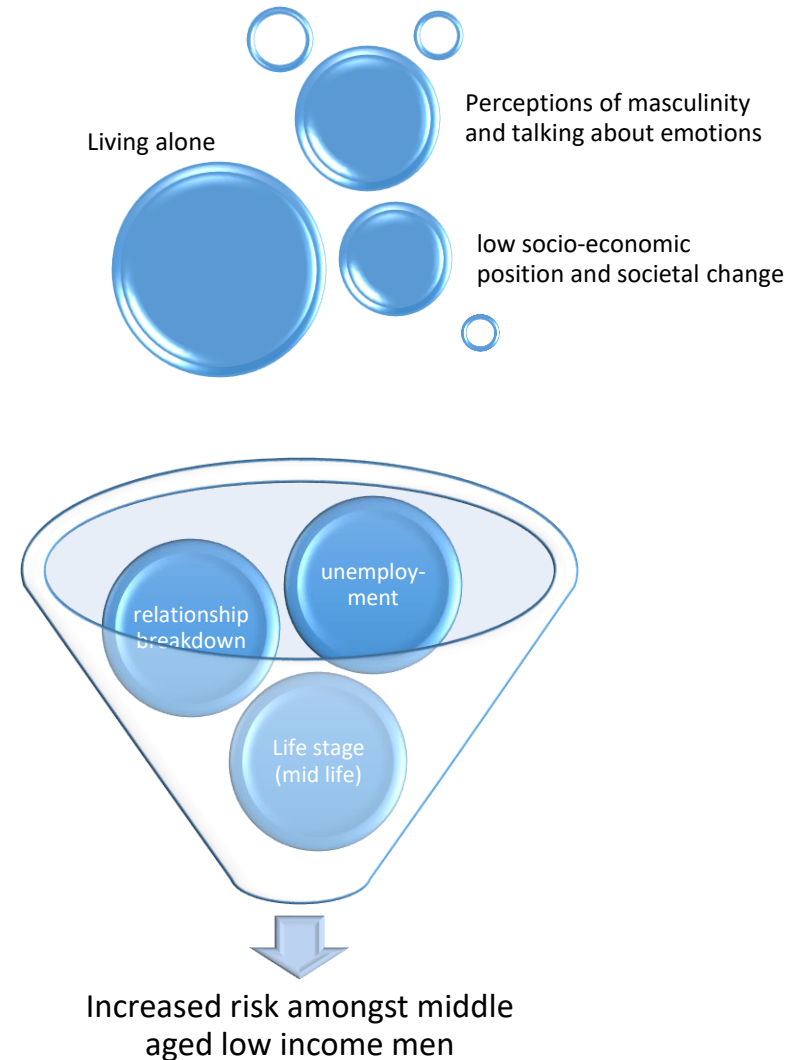 Perceptions of masculinity
and talking about emotions
Living alone
low socio-economic
position and societal change
unemploy-
ment
relationship
breakdown
Life stage
(mid life)
Increased risk amongst middle
aged low income men